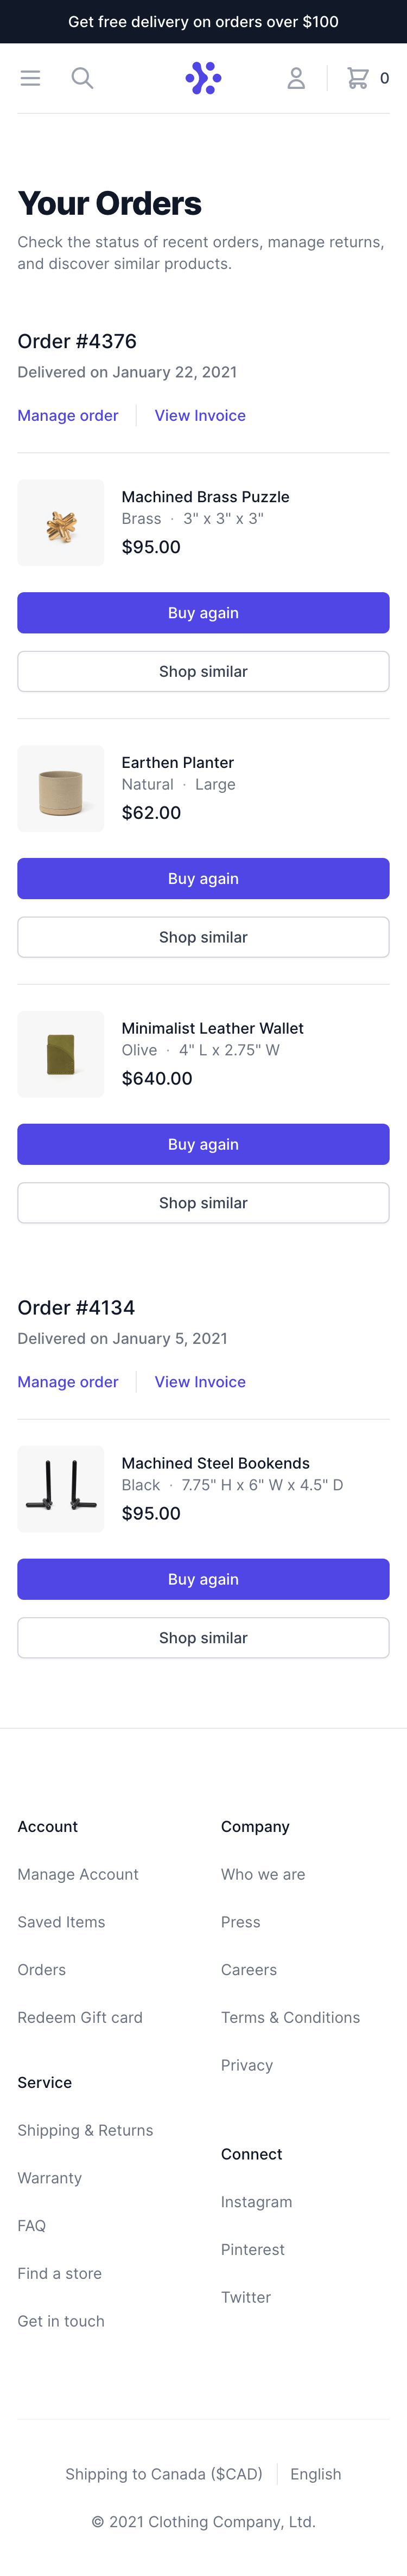 Get free delivery on orders over $100
0
Your Orders
Check the status of recent orders, manage returns,
and discover similar products.
Order #4376
Delivered on January 22, 2021
Manage order
View Invoice
Machined Brass Puzzle
Brass · 3" x 3" x 3"
$95.00
Buy again
Shop similar
Earthen Planter
Natural · Large
$62.00
Buy again
Shop similar
Minimalist Leather Wallet
Olive · 4" L x 2.75" W
$640.00
Buy again
Shop similar
Order #4134
Delivered on January 5, 2021
Manage order
View Invoice
Machined Steel Bookends
Black · 7.75" H x 6" W x 4.5" D
$95.00
Buy again
Shop similar
Account
Manage Account
Saved Items
Orders
Redeem Gift card
Service
Shipping & Returns
Warranty
FAQ
Find a store
Get in touch
Company
Who we are
Press
Careers
Terms & Conditions
Privacy
Connect
Instagram
Pinterest
Twitter
Shipping to Canada ($CAD)
English
© 2021 Clothing Company, Ltd.